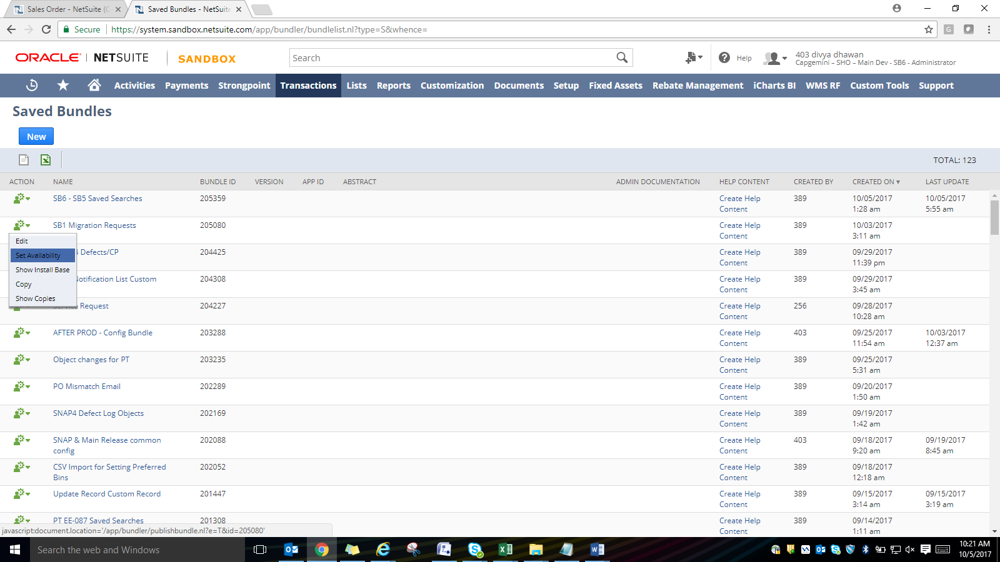 Sales Order - NetSuite (C
Saved Bundles - NetSuite
Secure
https://system.sandbox.netsuite.com/app/bundler/bundlelist.nl?type=S&whence=
G
ORACLE NETSUITE
SANDBOX
Search
Help
403 divya dhawan
Capgemini – SHO – Main Dev - SB6 - Administrator
Activities Payments Strongpoint Transactions Lists Reports Customization Documents Setup Fixed Assets Rebate Management iCharts BI WMS RF Custom Tools Support
Saved Bundles
New
TOTAL: 123
ACTION NAME BUNDLE ID VERSION APP ID ABSTRACT ADMIN DOCUMENTATION HELP CONTENT CREATED BY CREATED ON LAST UPDATE
SB6 - SB5 Saved Searches 205359 Create Help 389 10/05/2017 10/05/2017
Content 1:28 am 5:55 am
SB1 Migration Requests 205080 Create Help 389 10/03/2017
Content 3:11 am
Edit
Set Availability
Show Install Base
Copy
Show Copies
4 Defects/CP 204425 Create Help 389 09/29/2017
Content 11:39 pm
Notification List Custom 204308 Create Help 389 09/29/2017
Content 3:45 am
Request 204227 Create Help 256 09/28/2017
Content 10:28 am
AFTER PROD - Config Bundle 203288 Create Help 403 09/25/2017 10/03/2017
Content 11:54 am 12:37 am
Object changes for PT 203235 Create Help 389 09/25/2017
Content 5:31 am
PO Mismatch Email 202289 Create Help 389 09/20/2017
Content 1:50 am
SNAP4 Defect Log Objects 202169 Create Help 389 09/19/2017
Content 1:42 am
SNAP & Main Release common 202088 Create Help 403 09/18/2017 09/19/2017
config Content 9:20 am 8:45 am
CSV Import for Setting Preferred 202052 Create Help 389 09/18/2017
Bins Content 12:18 am
Update Record Custom Record 201447 Create Help 389 09/15/2017 09/15/2017
Content 3:14 am 3:19 am
PT EE-087 Saved Searches 201308 Create Help 389 09/14/2017
Content 1:11 am
javascript:document.location='/app/bundler/publishbundle.nl?e=T&id=205080'
Search the web and Windows
10:21 AM
10/5/2017